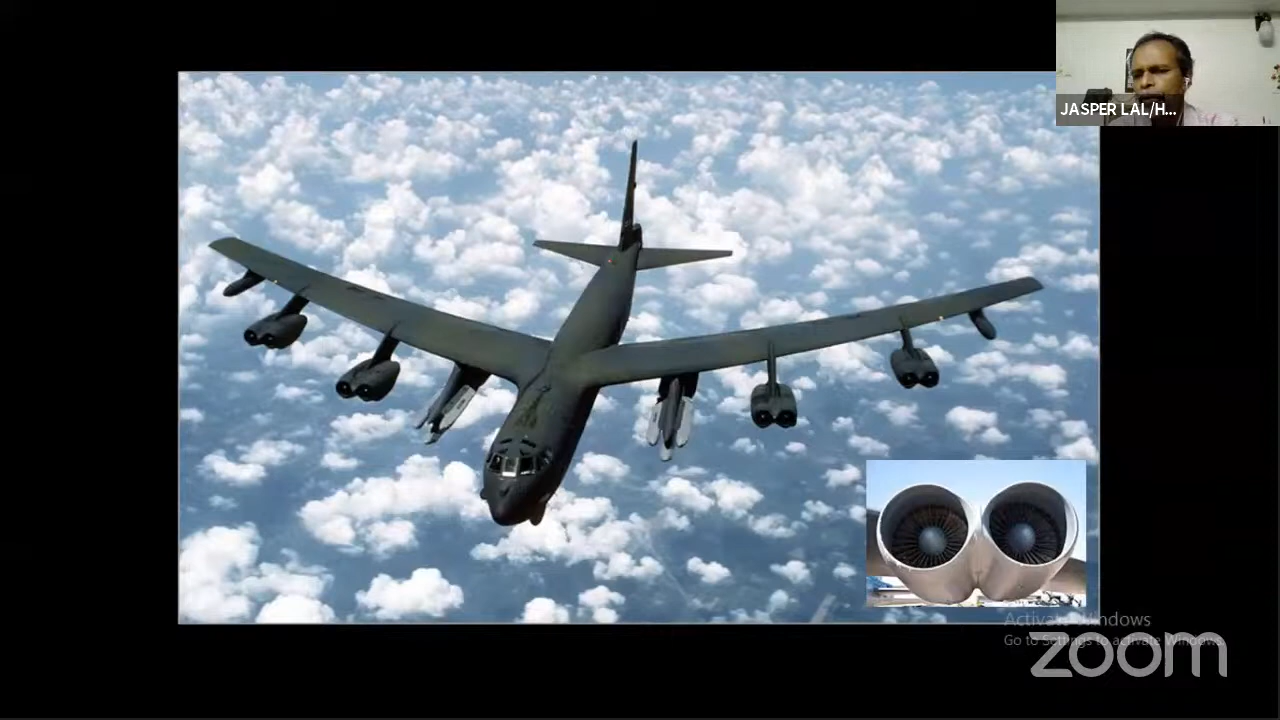 JASPER LAL/H...
Activate Windows
Go to Settings to activate Windows.
zoom